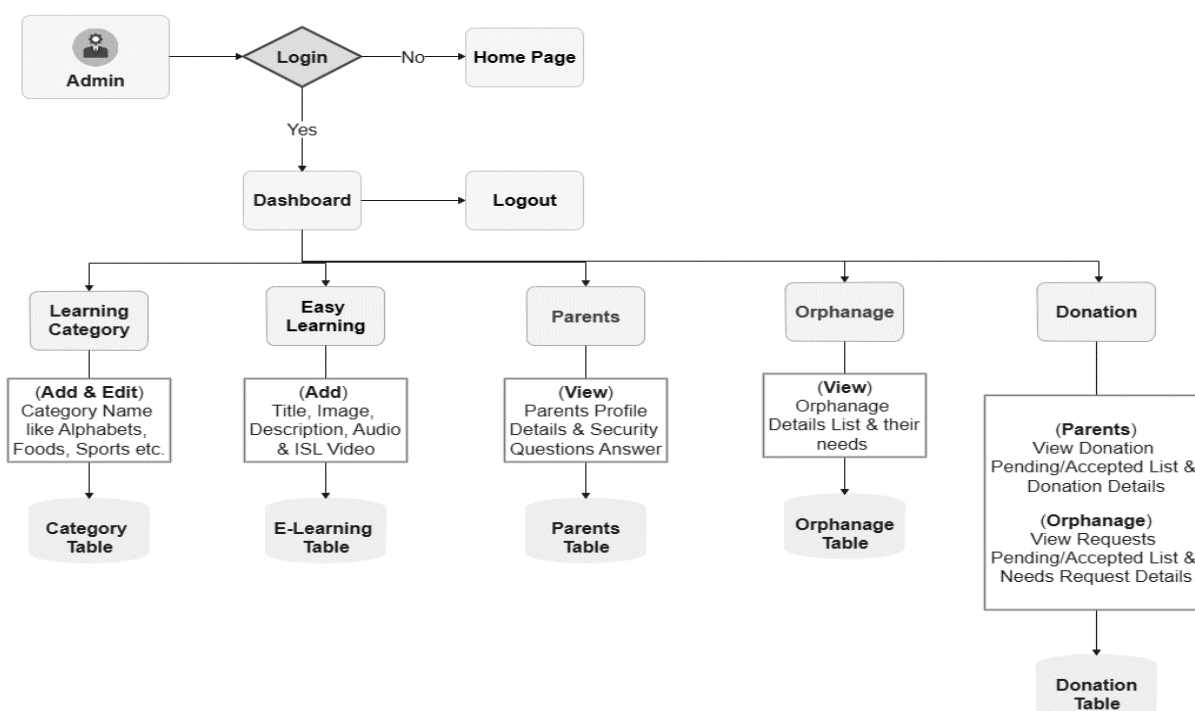 Admin
Login
No
Home Page
Yes
Dashboard
Logout
Learning
Category
Easy
Learning
Parents
Orphanage
Donation
(Add & Edit)
Category Name
like Alphabets,
Foods, Sports etc.
(Add)
Title, Image,
Description, Audio
& ISL Video
(View)
Parents Profile
Details & Security
Questions Answer
(View)
Orphanage
Details List & their
needs
(Parents)
View Donation
Pending/Accepted List &
Donation Details
(Orphanage)
View Requests
Pending/Accepted List &
Needs Request Details
Category
Table
E-Learning
Table
Parents
Table
Orphanage
Table
Donation
Table